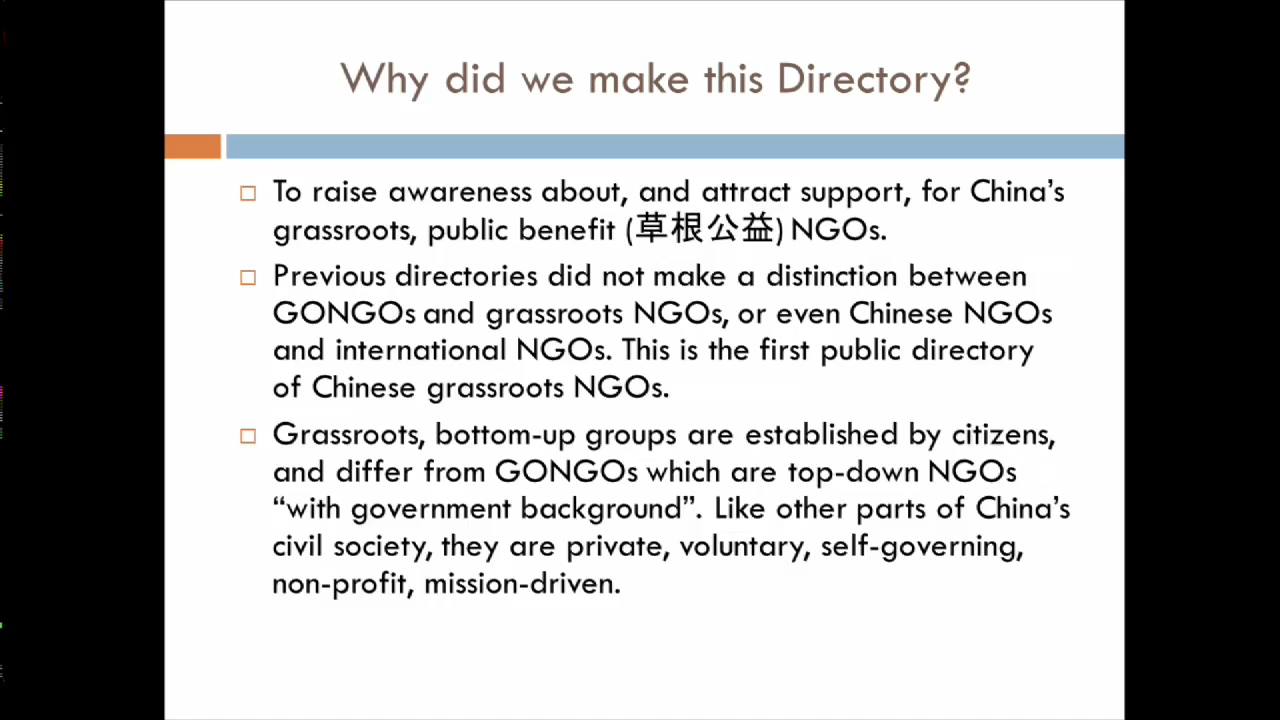 Why did we make this Directory?
To raise awareness about, and attract support, for China's
grassroots, public benefit (草根公益) NGOs.
Previous directories did not make a distinction between
GONGOs and grassroots NGOs, or even Chinese NGOs
and international NGOs. This is the first public directory
of Chinese grassroots NGOs.
Grassroots, bottom-up groups are established by citizens,
and differ from GONGOs which are top-down NGOs
“with government background”. Like other parts of China's
civil society, they are private, voluntary, self-governing,
non-profit, mission-driven.